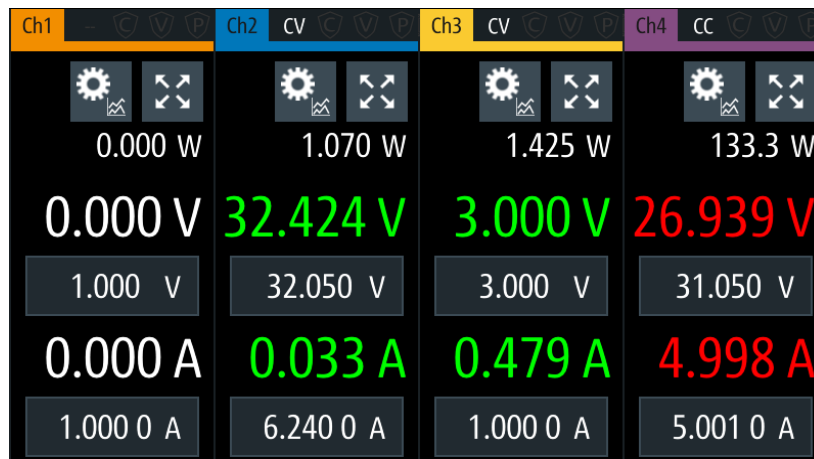 Ch1 -- C V P Ch2 CV C V P Ch3 CV C V P Ch4 CC C V P
0.000 W 1.070 W 1.425 W 133.3 W
0.000 V 32.424 V 3.000 V 26.939 V
1.000 V 32.050 V 3.000 V 31.050 V
0.000 A 0.033 A 0.479 A 4.998 A
1.000 0 A 6.240 0 A 1.000 0 A 5.001 0 A